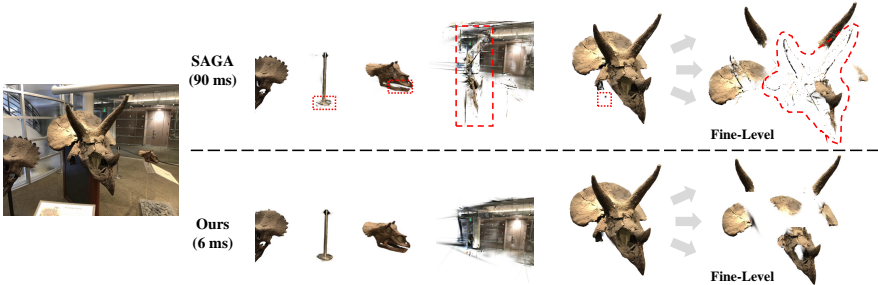 SAGA
(90 ms)
Fine-Level
Ours
(6 ms)
Fine-Level